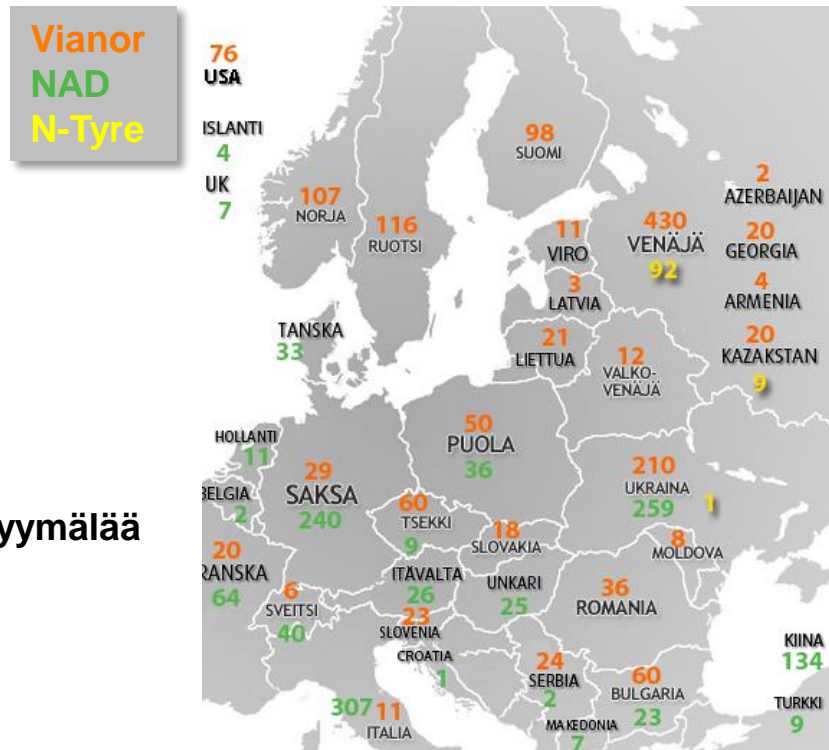 Vianor
NAD
N-Tyre
76
USA
ISLANTI
4
UK
7
107
NORJA
116
RUOTSI
98
SUOMI
11
VIRO
3
LATVIA
21
LIETTUA
430
VENÄJÄ
92
2
AZERBAIJAN
20
GEORGIA
4
ARMENIA
20
KAZAKSTAN
9
12
VALKO-
VENÄJÄ
TANSKA
33
HOLLANTI
11
BELGIA
2
29
SAKSA
240
50
PUOLA
36
210
UKRAINA
259 1
60
TSEKKI
9
18
SLOVAKIA
8
MOLDOVA
yymälää
20
RANSKA
64
6
SVEITSI
40
ITÄVALTA
26
UNKARI
25
36
ROMANIA
23
SLOVENIA
CROATIA
1
24
SERBIA
2
60
BULGARIA
23
MAKEDONIA
7
307 11
ITALIA
KIINA
134
TURKKI
9